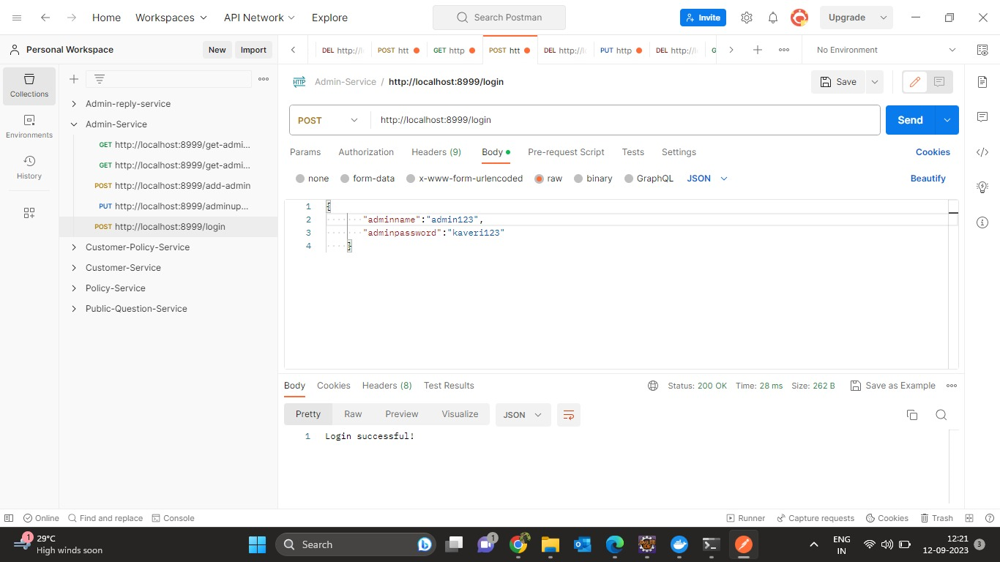 Home Workspaces API Network Explore Search Postman Invite Upgrade
Personal Workspace New Import
DEL http://l POST htt GET http POST htt DEL http://l PUT http DEL http:// No Environment
Collections
Environments
History
Admin-reply-service
Admin-Service
GET http://localhost:8999/get-admi...
GET http://localhost:8999/get-admi...
POST http://localhost:8999/add-admin
PUT http://localhost:8999/adminup...
POST http://localhost:8999/login
Customer-Policy-Service
Customer-Service
Policy-Service
Public-Question-Service
HTTP Admin-Service / http://localhost:8999/login Save
POST http://localhost:8999/login Send
Params Authorization Headers (9) Body Pre-request Script Tests Settings Cookies
none form-data x-www-form-urlencoded raw binary GraphQL JSON Beautify
1 {
2 "adminname":"admin123",
3 "adminpassword":"kaveri123"
4 }
Body Cookies Headers (8) Test Results Status: 200 OK Time: 28 ms Size: 262 B Save as Example
Pretty Raw Preview Visualize JSON
1 Login successful!
Online Find and replace Console Runner Capture requests Cookies Trash
1 29°C
High winds soon
Search
1
ENG
IN
12:21
12-09-2023
3